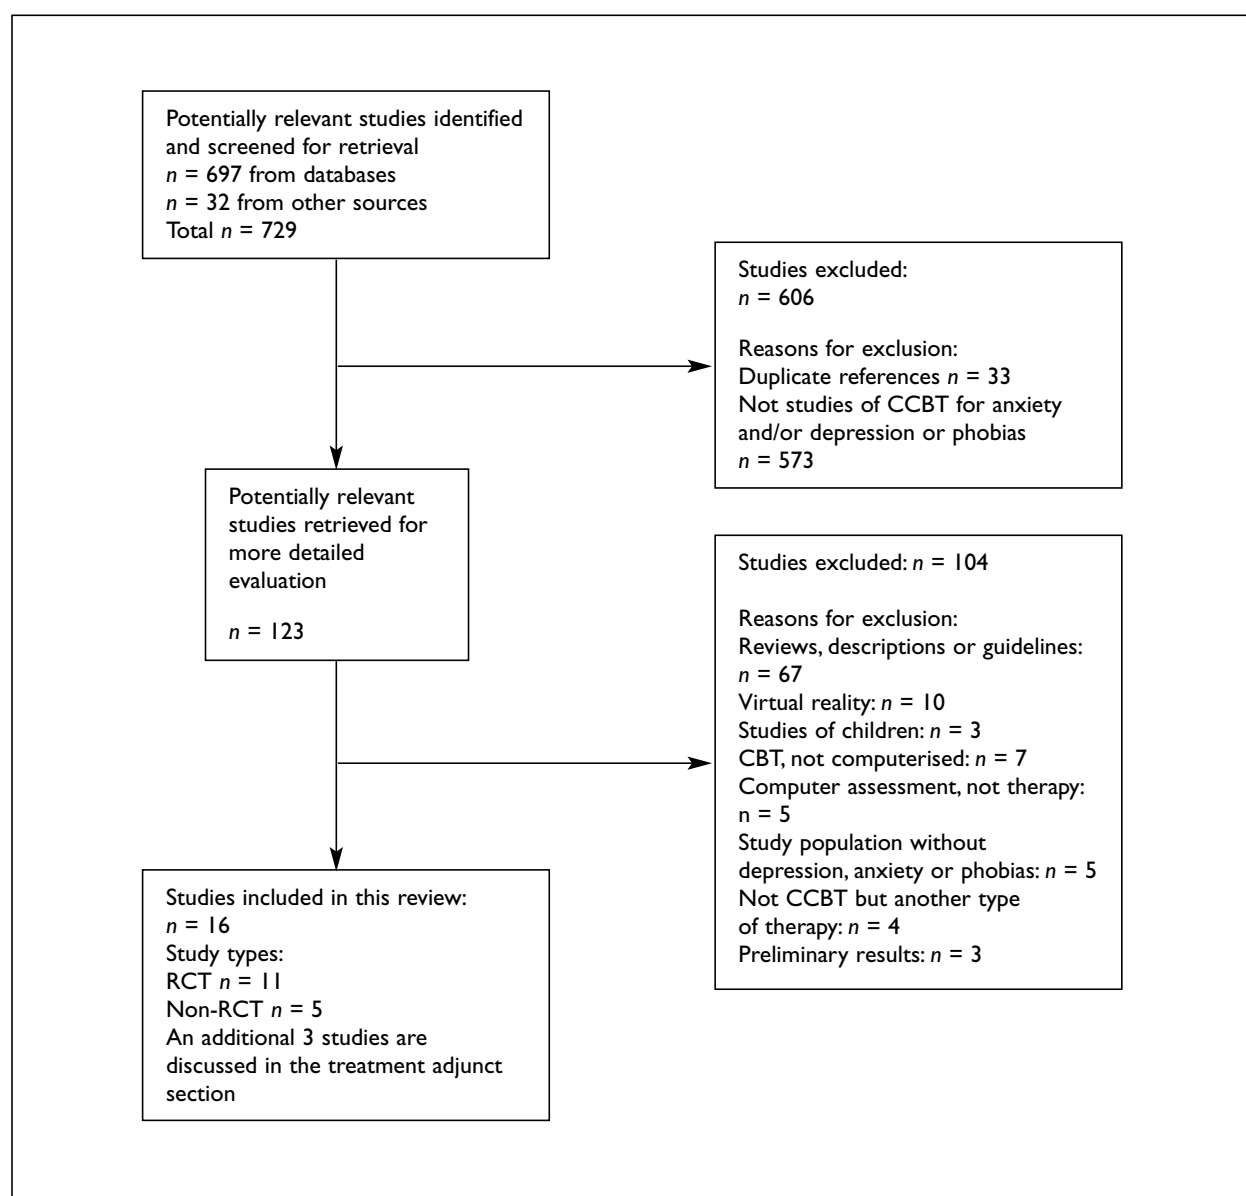 Potentially relevant studies identified
and screened for retrieval
n = 697 from databases
n = 32 from other sources
Total n = 729
Studies excluded:
n = 606
Reasons for exclusion:
Duplicate references n = 33
Not studies of CCBT for anxiety
and/or depression or phobias
n = 573
Potentially relevant
studies retrieved for
more detailed
evaluation
n = 123
Studies excluded: n = 104
Reasons for exclusion:
Reviews, descriptions or guidelines:
n = 67
Virtual reality: n = 10
Studies of children: n = 3
CBT, not computerised: n = 7
Computer assessment, not therapy:
n = 5
Study population without
depression, anxiety or phobias: n = 5
Not CCBT but another type
of therapy: n = 4
Preliminary results: n = 3
Studies included in this review:
n = 16
Study types:
RCT n = 11
Non-RCT n = 5
An additional 3 studies are
discussed in the treatment adjunct
section